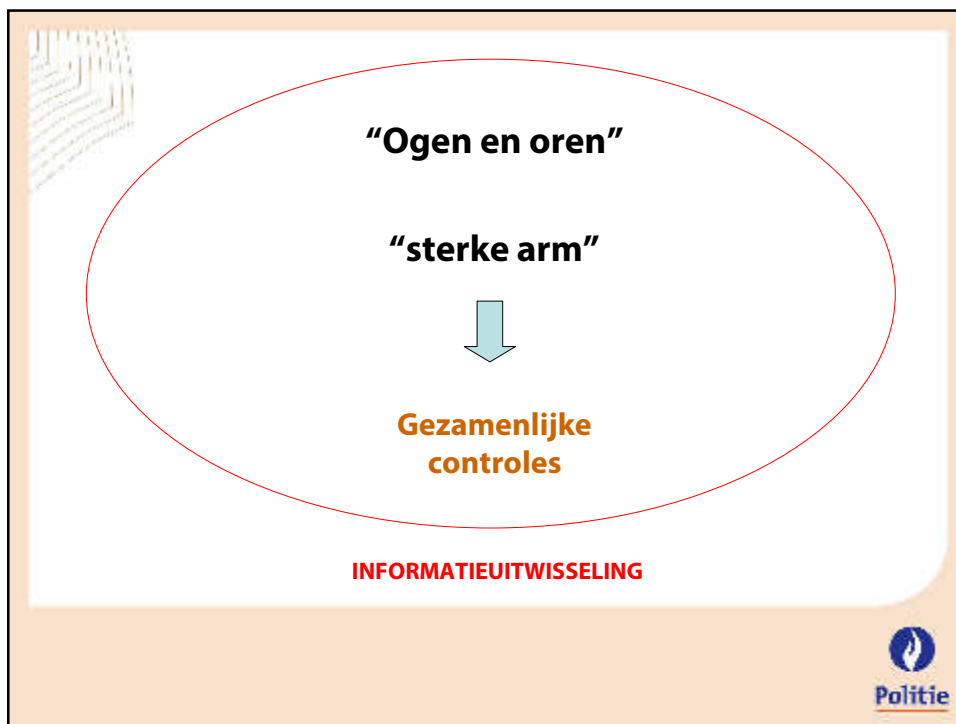 “Ogen en oren”
“sterke arm”
Gezamenlijke
controles
INFORMATIEUITWISSELING
Politie